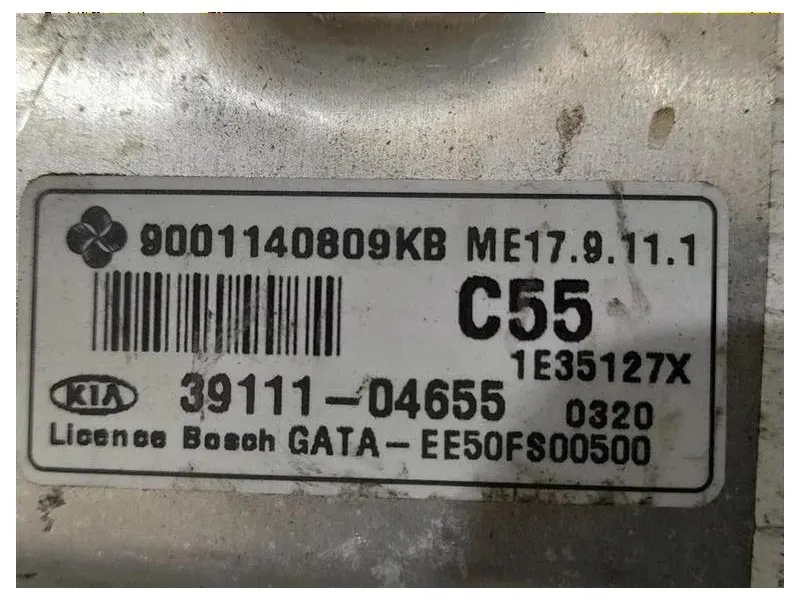 9001140809KB ME17.9.11.1
C55
1E35127X
KIA 39111-04655 0320
Licence Bosch GATA-EE50FS00500